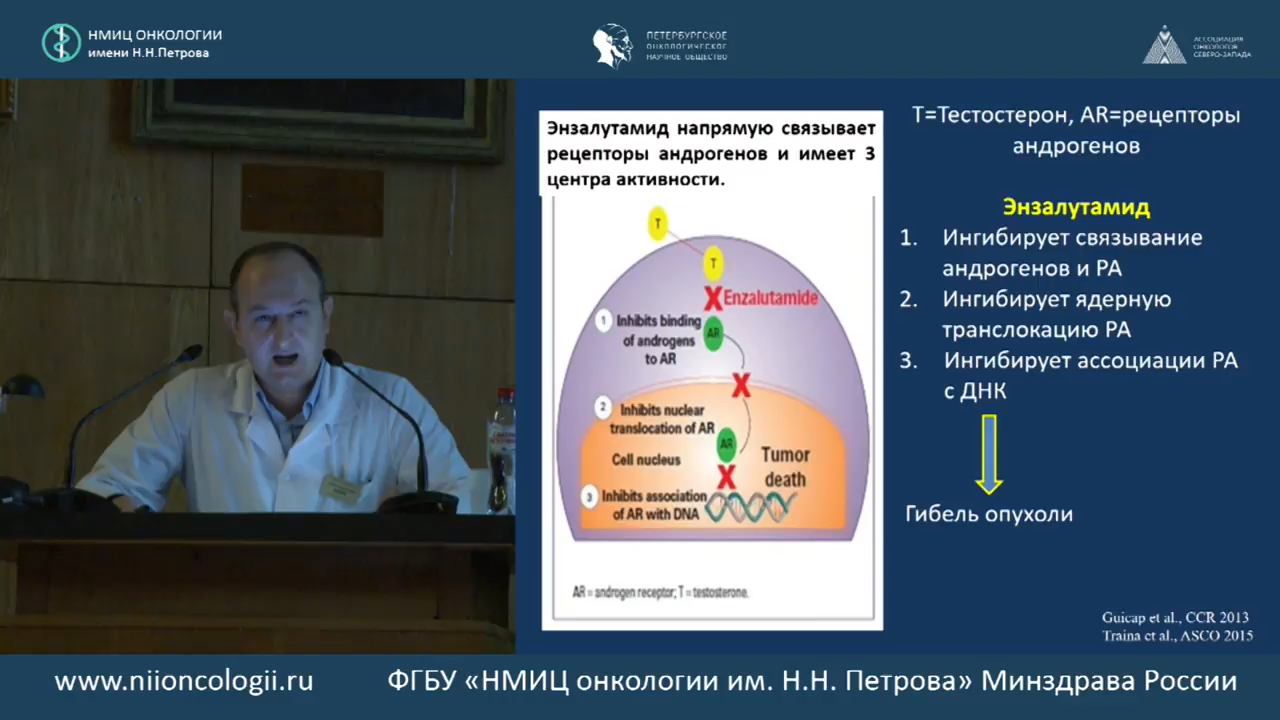 НМИЦ ОНКОЛОГИИ
имени Н.Н.Петрова
ПЕТЕРБУРГСКОЕ
ОНКОЛОГИЧЕСКОЕ
НАУЧНОЕ ОБЩЕСТВО
АССОЦИАЦИЯ
ОНКОЛОГОВ
СЕВЕРО-ЗАПАДА
Энзалутамид напрямую связывает
рецепторы андрогенов и имеет 3
центра активности.
T
T
Enzalutamide
1
Inhibits binding
of androgens
to AR
AR
2
Inhibits nuclear
translocation of AR
AR
Cell nucleus
Tumor
death
3
Inhibits association
of AR with DNA
AR = androgen receptor; T = testosterone.
Т=Тестостерон, AR=рецепторы
андрогенов
Энзалутамид
1. Ингибирует связывание
андрогенов и РА
2. Ингибирует ядерную
транслокацию РА
3. Ингибирует ассоциации РА
с ДНК
Гибель опухоли
Guicap et al., CCR 2013
Traina et al., ASCO 2015
www.niioncologii.ru
ФГБУ «НМИЦ онкологии им. Н.Н. Петрова» Минздрава России